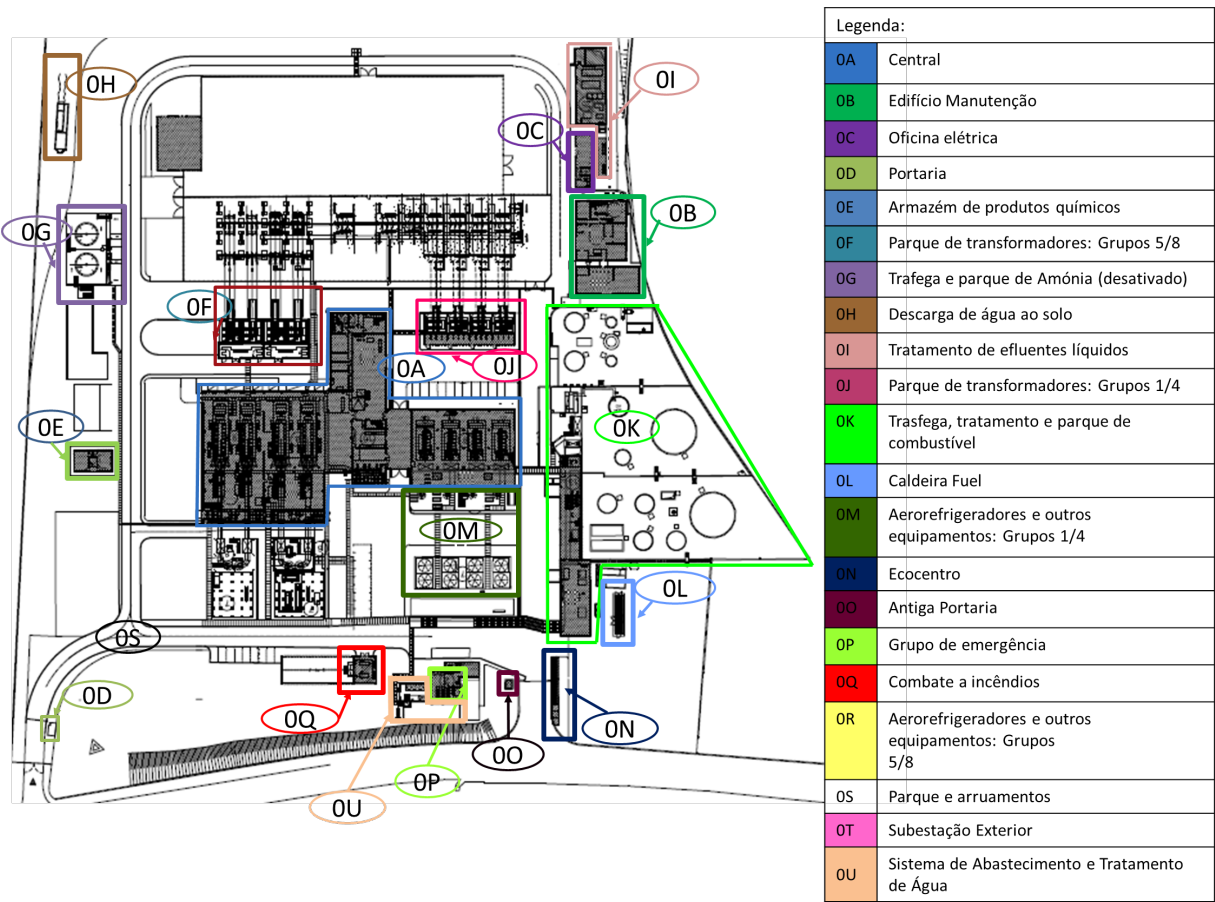 0H
0I
0C
0B
0G
0F
0A
0J
0E
0K
0M
0L
0S
0D
0Q
0O
0N
0P
0U
Legenda:
0A Central
0B Edifício Manutenção
0C Oficina elétrica
0D Portaria
0E Armazém de produtos químicos
0F Parque de transformadores: Grupos 5/8
0G Trafega e parque de Amónia (desativado)
0H Descarga de água ao solo
0I Tratamento de efluentes líquidos
0J Parque de transformadores: Grupos 1/4
0K Trasfega, tratamento e parque de
combustível
0L Caldeira Fuel
0M Aerorefrigeradores e outros
equipamentos: Grupos 1/4
0N Ecocentro
0O Antiga Portaria
0P Grupo de emergência
0Q Combate a incêndios
0R Aerorefrigeradores e outros
equipamentos: Grupos
5/8
0S Parque e arruamentos
0T Subestação Exterior
0U Sistema de Abastecimento e Tratamento
de Água